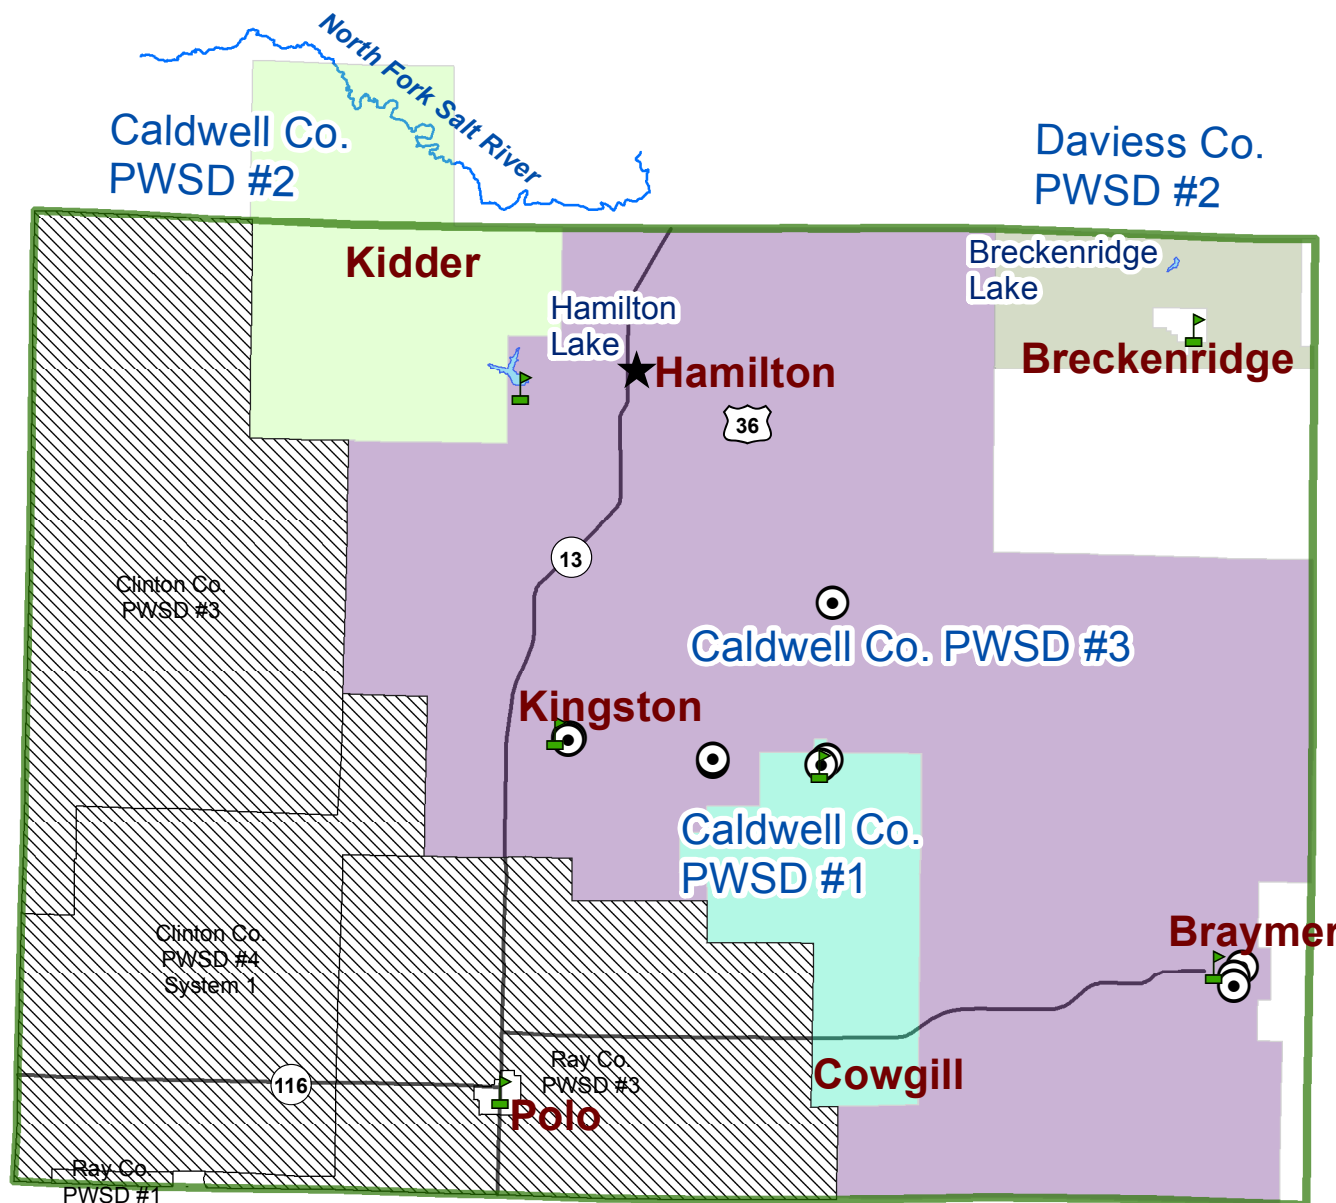 North Fork Salt River
Caldwell Co.
PWSD #2
Daviess Co.
PWSD #2
Kidder
Breckenridge
Lake
Hamilton
Lake
Breckenridge
Hamilton
36
13
Clinton Co.
PWSD #3
Caldwell Co. PWSD #3
Kingston
Caldwell Co.
PWSD #1
Braymer
Clinton Co.
PWSD #4
System 1
Ray Co.
PWSD #3
Cowgill
116
Polo
Ray Co.
PWSD #1